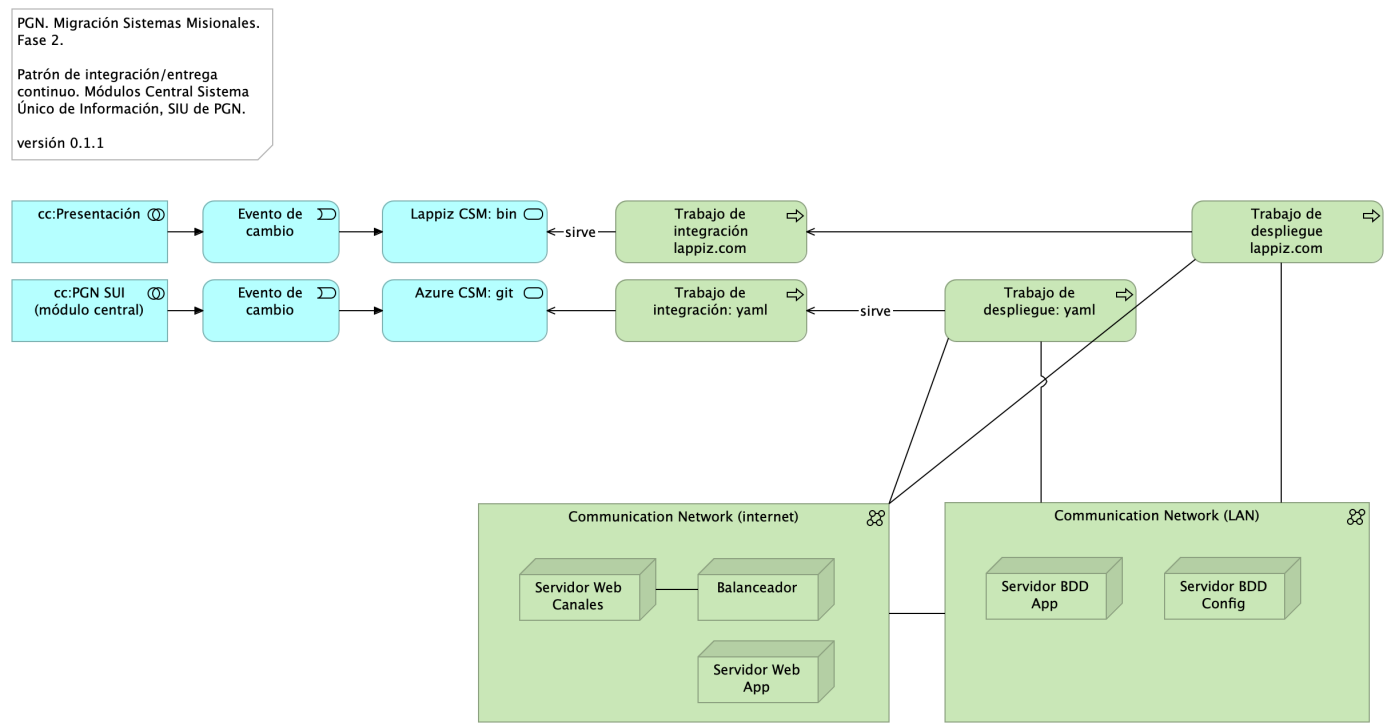 PGN. Migración Sistemas Misionales.
Fase 2.
Patrón de integración/entrega
continuo. Módulos Central Sistema
Único de Información, SIU de PGN.
versión 0.1.1
cc:Presentación
Evento de
cambio
Lappiz CSM: bin
sirve
Trabajo de
integración
lappiz.com
Trabajo de
despliegue
lappiz.com
cc:PGN SUI
(módulo central)
Evento de
cambio
Azure CSM: git
Trabajo de
integración: yaml
sirve
Trabajo de
despliegue: yaml
Communication Network (internet)
Servidor Web
Canales
Balanceador
Servidor Web
App
Communication Network (LAN)
Servidor BDD
App
Servidor BDD
Config